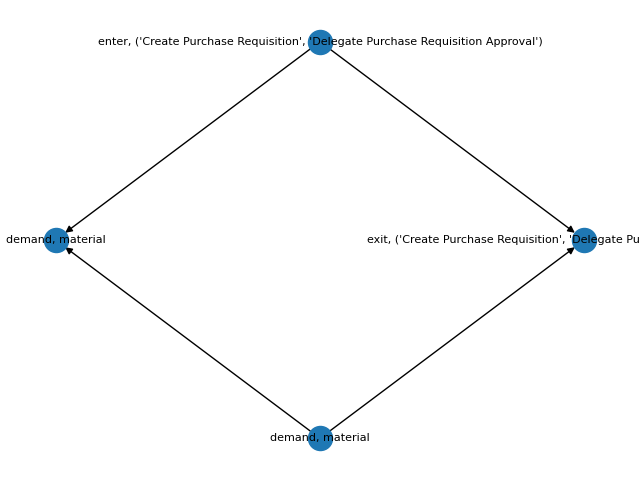 enter, ('Create Purchase Requisition', 'Delegate Purchase Requisition Approval')
demand, material
exit, ('Create Purchase Requisition', 'Delegate Pu
demand, material